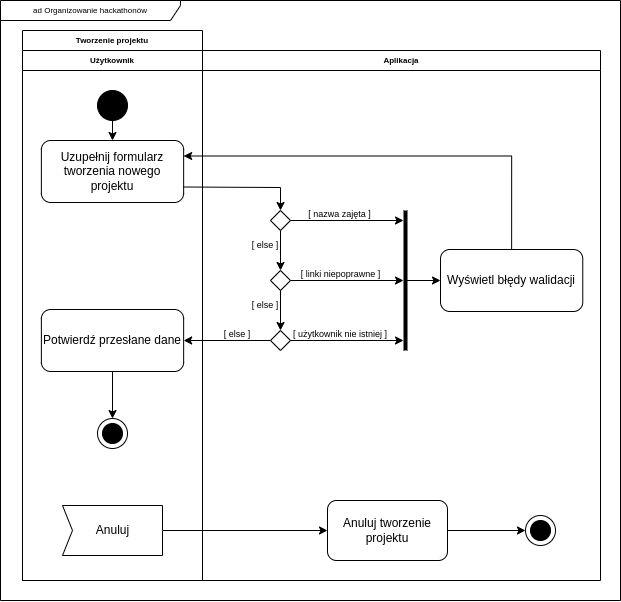 ad Organizowanie hackathonów
Tworzenie projektu
Użytkownik
Aplikacja
Uzupełnij formularz
tworzenia nowego
projektu
[ nazwa zajęta ]
[ else ]
[ linki niepoprawne ]
Wyświetl błędy walidacji
[ else ]
[ else ]
[ użytkownik nie istniej ]
Potwierdź przesłane dane
Anuluj
Anuluj tworzenie
projektu